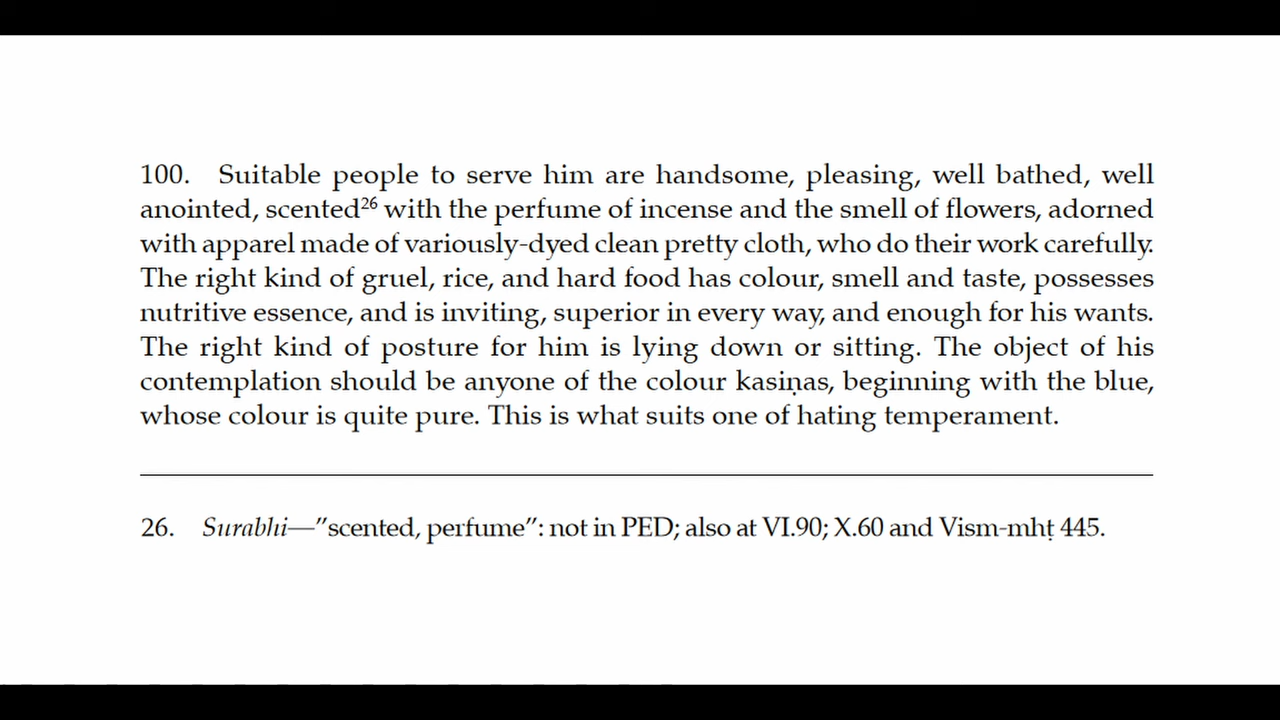 100. Suitable people to serve him are handsome, pleasing, well bathed, well
anointed, scented26 with the perfume of incense and the smell of flowers, adorned
with apparel made of variously-dyed clean pretty cloth, who do their work carefully.
The right kind of gruel, rice, and hard food has colour, smell and taste, possesses
nutritive essence, and is inviting, superior in every way, and enough for his wants.
The right kind of posture for him is lying down or sitting. The object of his
contemplation should be anyone of the colour kasiṇas, beginning with the blue,
whose colour is quite pure. This is what suits one of hating temperament.
26. Surabhi—”scented, perfume”: not in PED; also at VI.90; X.60 and Vism-mhṭ 445.